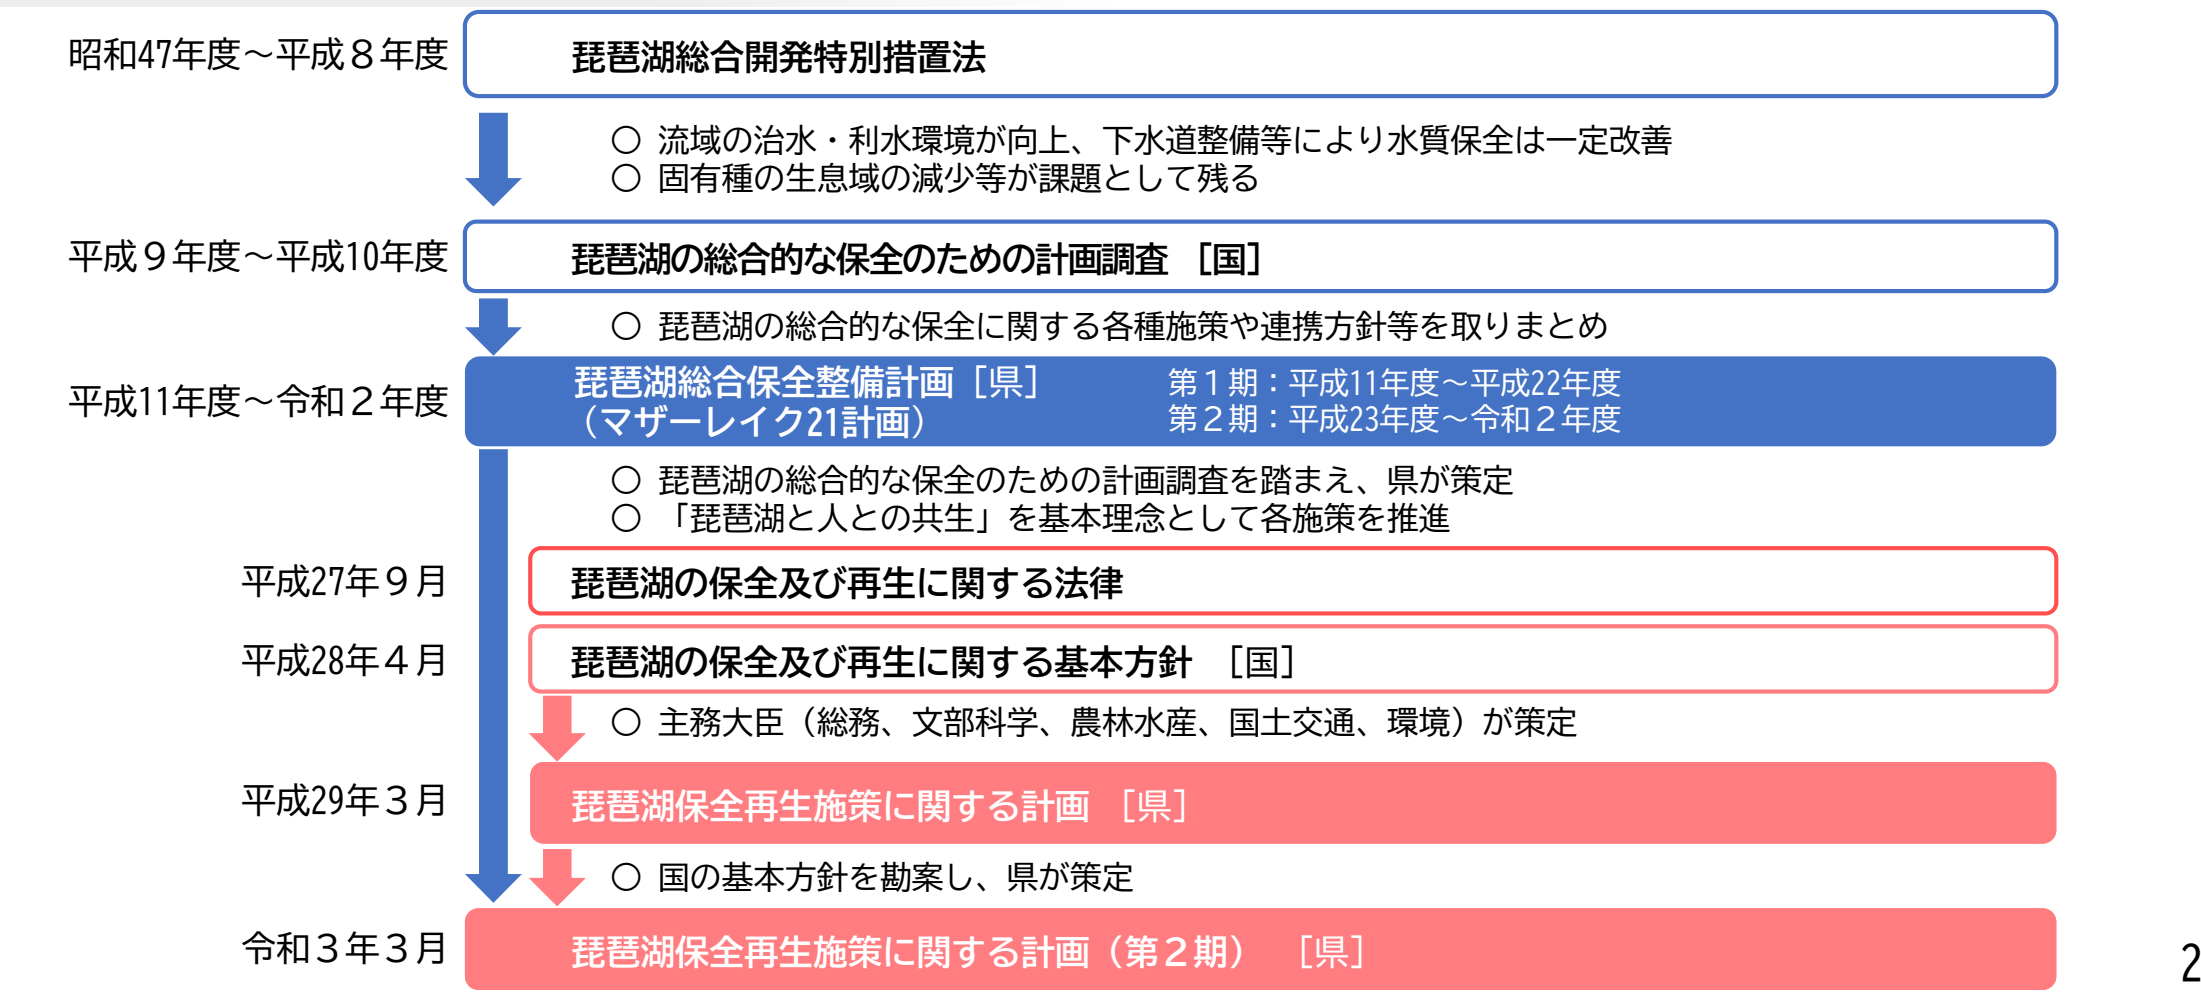 昭和47年度～平成８年度
琵琶湖総合開発特別措置法
○ 流域の治水・利水環境が向上、下水道整備等により水質保全は一定改善
○ 固有種の生息域の減少等が課題として残る
平成９年度～平成10年度
琵琶湖の総合的な保全のための計画調査 ［国］
○ 琵琶湖の総合的な保全に関する各種施策や連携方針等を取りまとめ
平成11年度～令和２年度
琵琶湖総合保全整備計画［県］
（マザーレイク21計画）
第１期：平成11年度～平成22年度
第２期：平成23年度～令和２年度
○ 琵琶湖の総合的な保全のための計画調査を踏まえ、県が策定
○ 「琵琶湖と人との共生」を基本理念として各施策を推進
平成27年９月
琵琶湖の保全及び再生に関する法律
平成28年４月
琵琶湖の保全及び再生に関する基本方針 ［国］
○ 主務大臣（総務、文部科学、農林水産、国土交通、環境）が策定
平成29年３月
琵琶湖保全再生施策に関する計画 ［県］
○ 国の基本方針を勘案し、県が策定
令和３年３月
琵琶湖保全再生施策に関する計画（第２期） ［県］
2